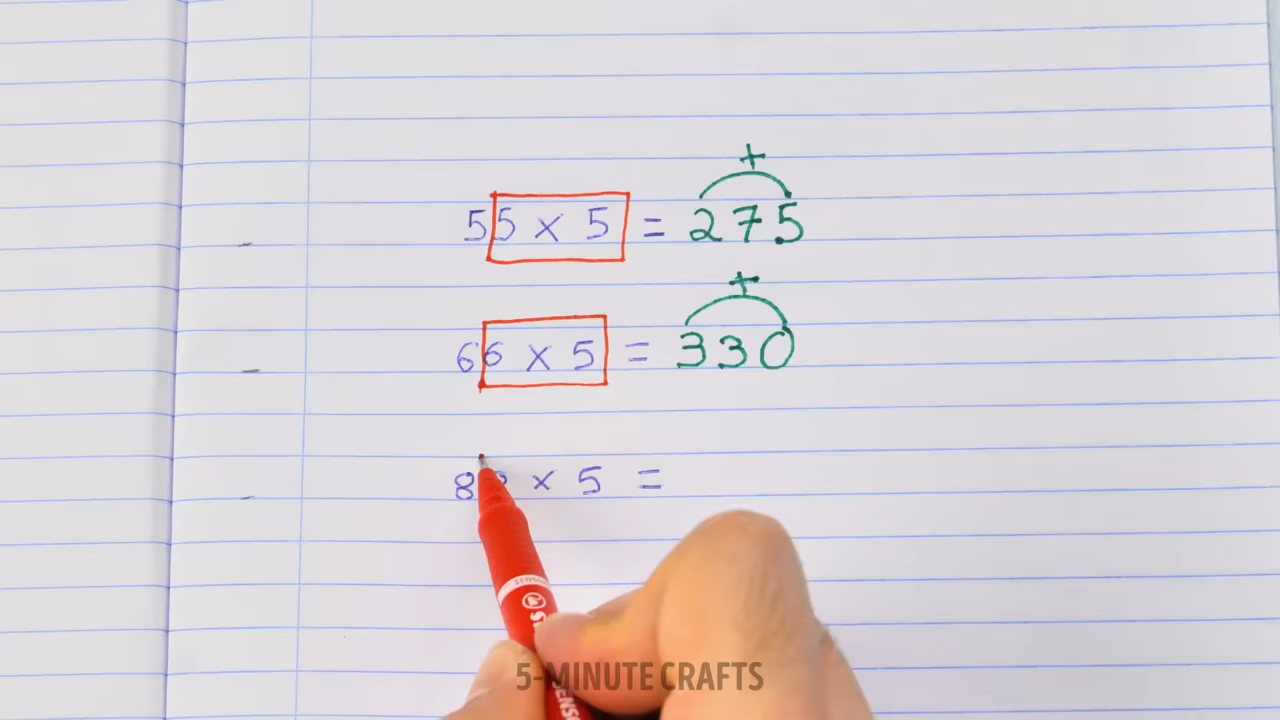 +
55 × 5 = 275
+
66 × 5 = 330
× 5 =
5-MINUTE CRAFTS